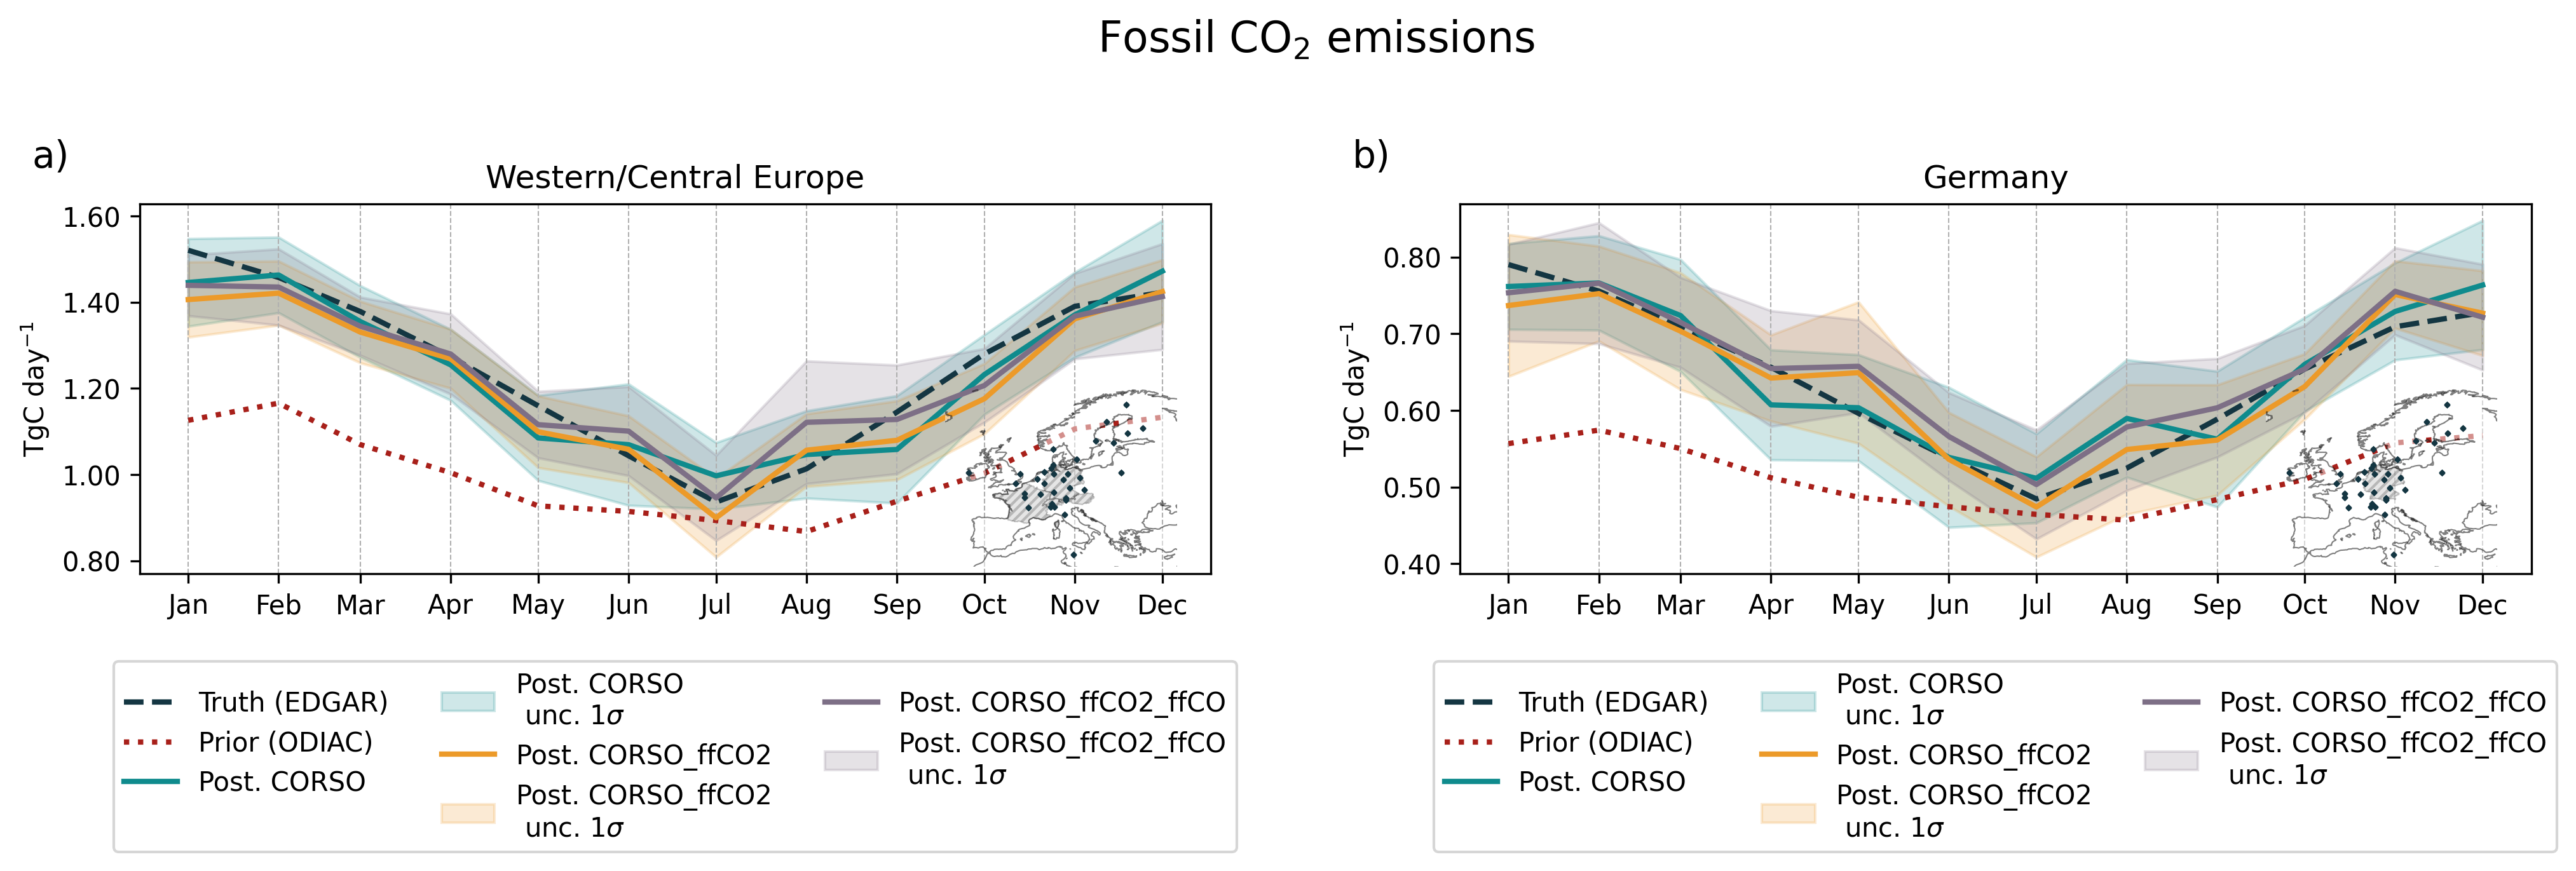 Fossil CO₂ emissions
a)
Western/Central Europe
TgC day⁻¹
1.60
1.40
1.20
1.00
0.80
Jan Feb Mar Apr May Jun Jul Aug Sep Oct Nov Dec
Truth (EDGAR)
Prior (ODIAC)
Post. CORSO
Post. CORSO
unc. 1σ
Post. CORSO_ffCO2
Post. CORSO_ffCO2
unc. 1σ
Post. CORSO_ffCO2_ffCO
Post. CORSO_ffCO2_ffCO
unc. 1σ
b)
Germany
TgC day⁻¹
0.80
0.70
0.60
0.50
0.40
Jan Feb Mar Apr May Jun Jul Aug Sep Oct Nov Dec
Truth (EDGAR)
Prior (ODIAC)
Post. CORSO
Post. CORSO
unc. 1σ
Post. CORSO_ffCO2
Post. CORSO_ffCO2
unc. 1σ
Post. CORSO_ffCO2_ffCO
Post. CORSO_ffCO2_ffCO
unc. 1σ